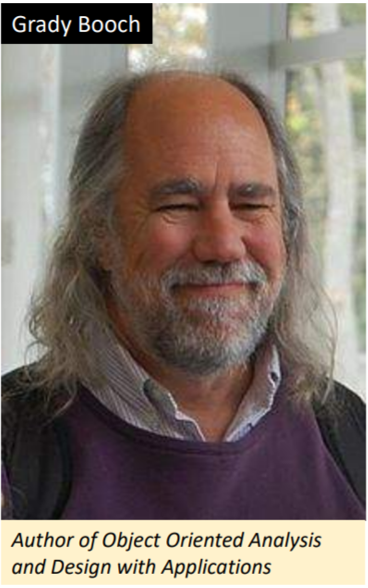 Grady Booch
Author of Object Oriented Analysis
and Design with Applications